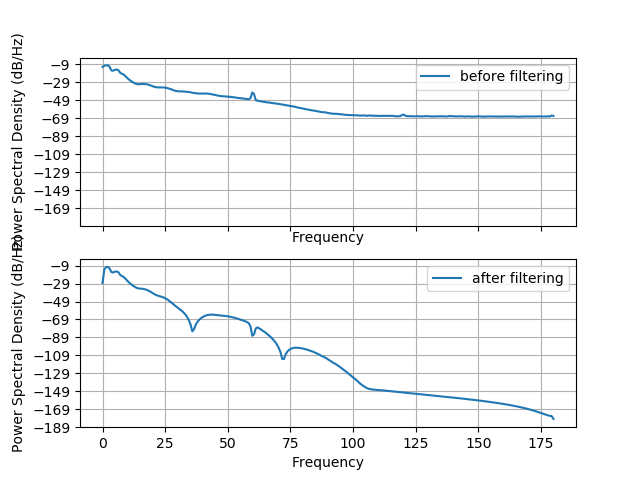 Power Spectral Density (dB/Hz)
−9
−29
−49
−69
−89
−109
−129
−149
−169
before filtering
Frequency
Power Spectral Density (dB/Hz)
−9
−29
−49
−69
−89
−109
−129
−149
−169
−189
after filtering
0 25 50 75 100 125 150 175
Frequency